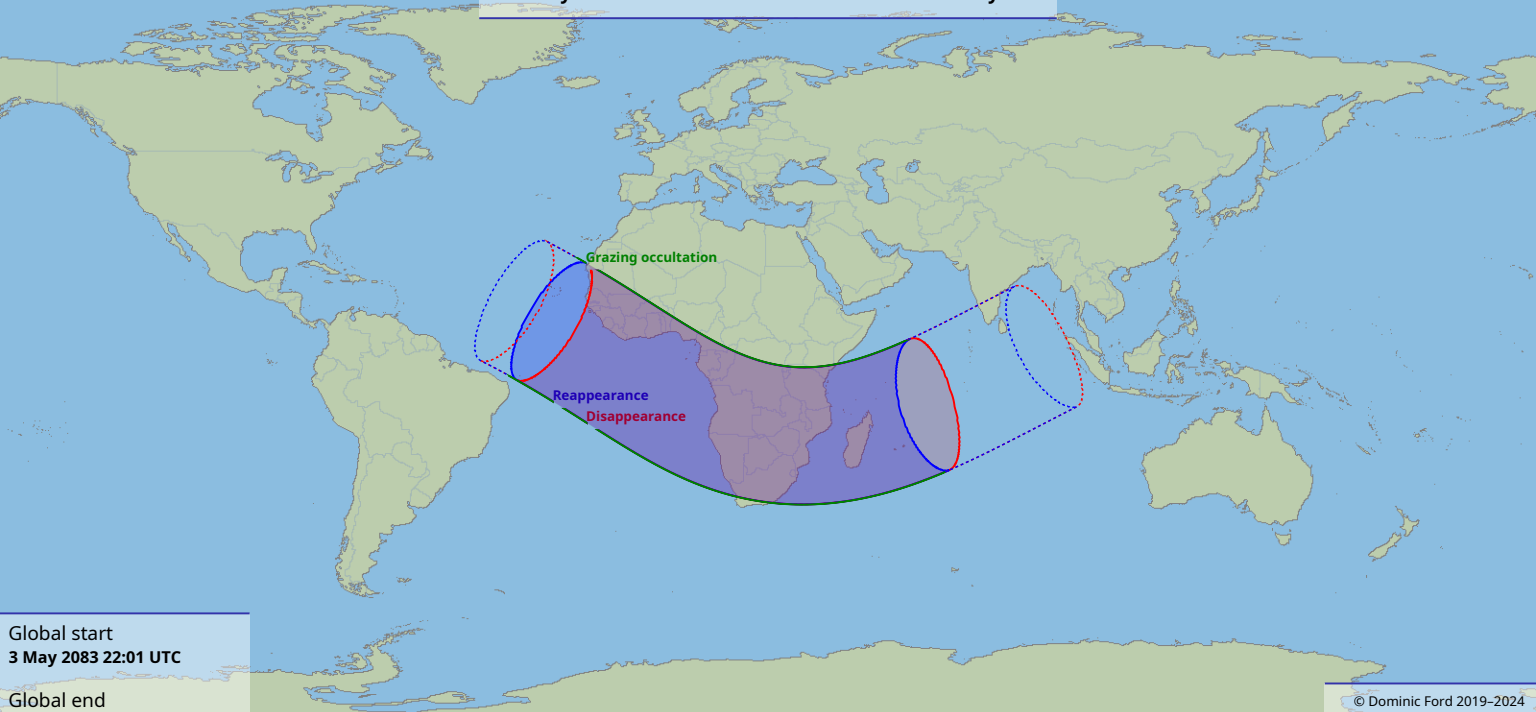 Grazing occultation
Reappearance
Disappearance
Global start
3 May 2083 22:01 UTC
Global end
© Dominic Ford 2019–2024